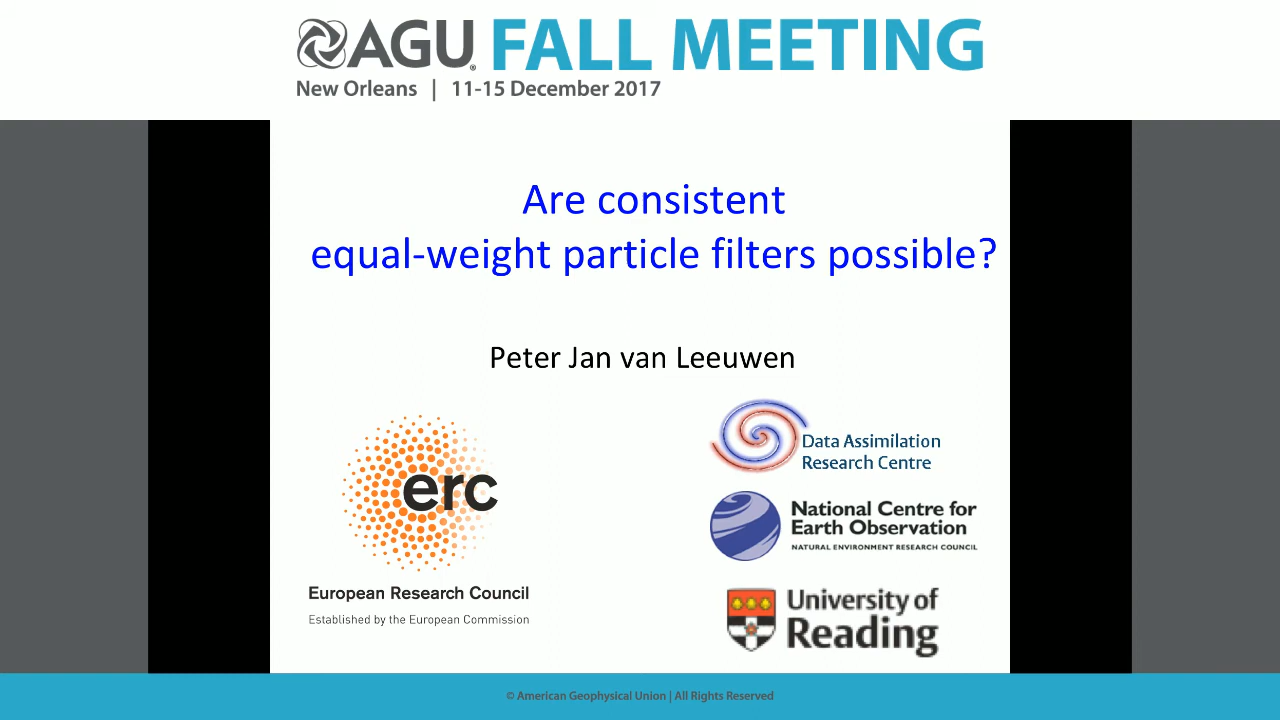 AGU FALL MEETING
New Orleans | 11-15 December 2017
Are consistent
equal-weight particle filters possible?
Peter Jan van Leeuwen
erc
European Research Council
Established by the European Commission
Data Assimilation
Research Centre
National Centre for
Earth Observation
NATURAL ENVIRONMENT RESEARCH COUNCIL
University of
Reading
© American Geophysical Union | All Rights Reserved